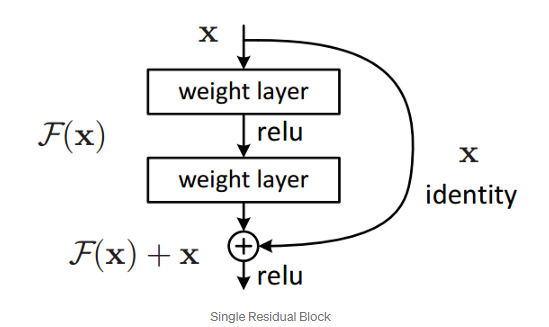 x
weight layer
relu
F(x)
weight layer
x
identity
F(x) + x
+
relu
Single Residual Block